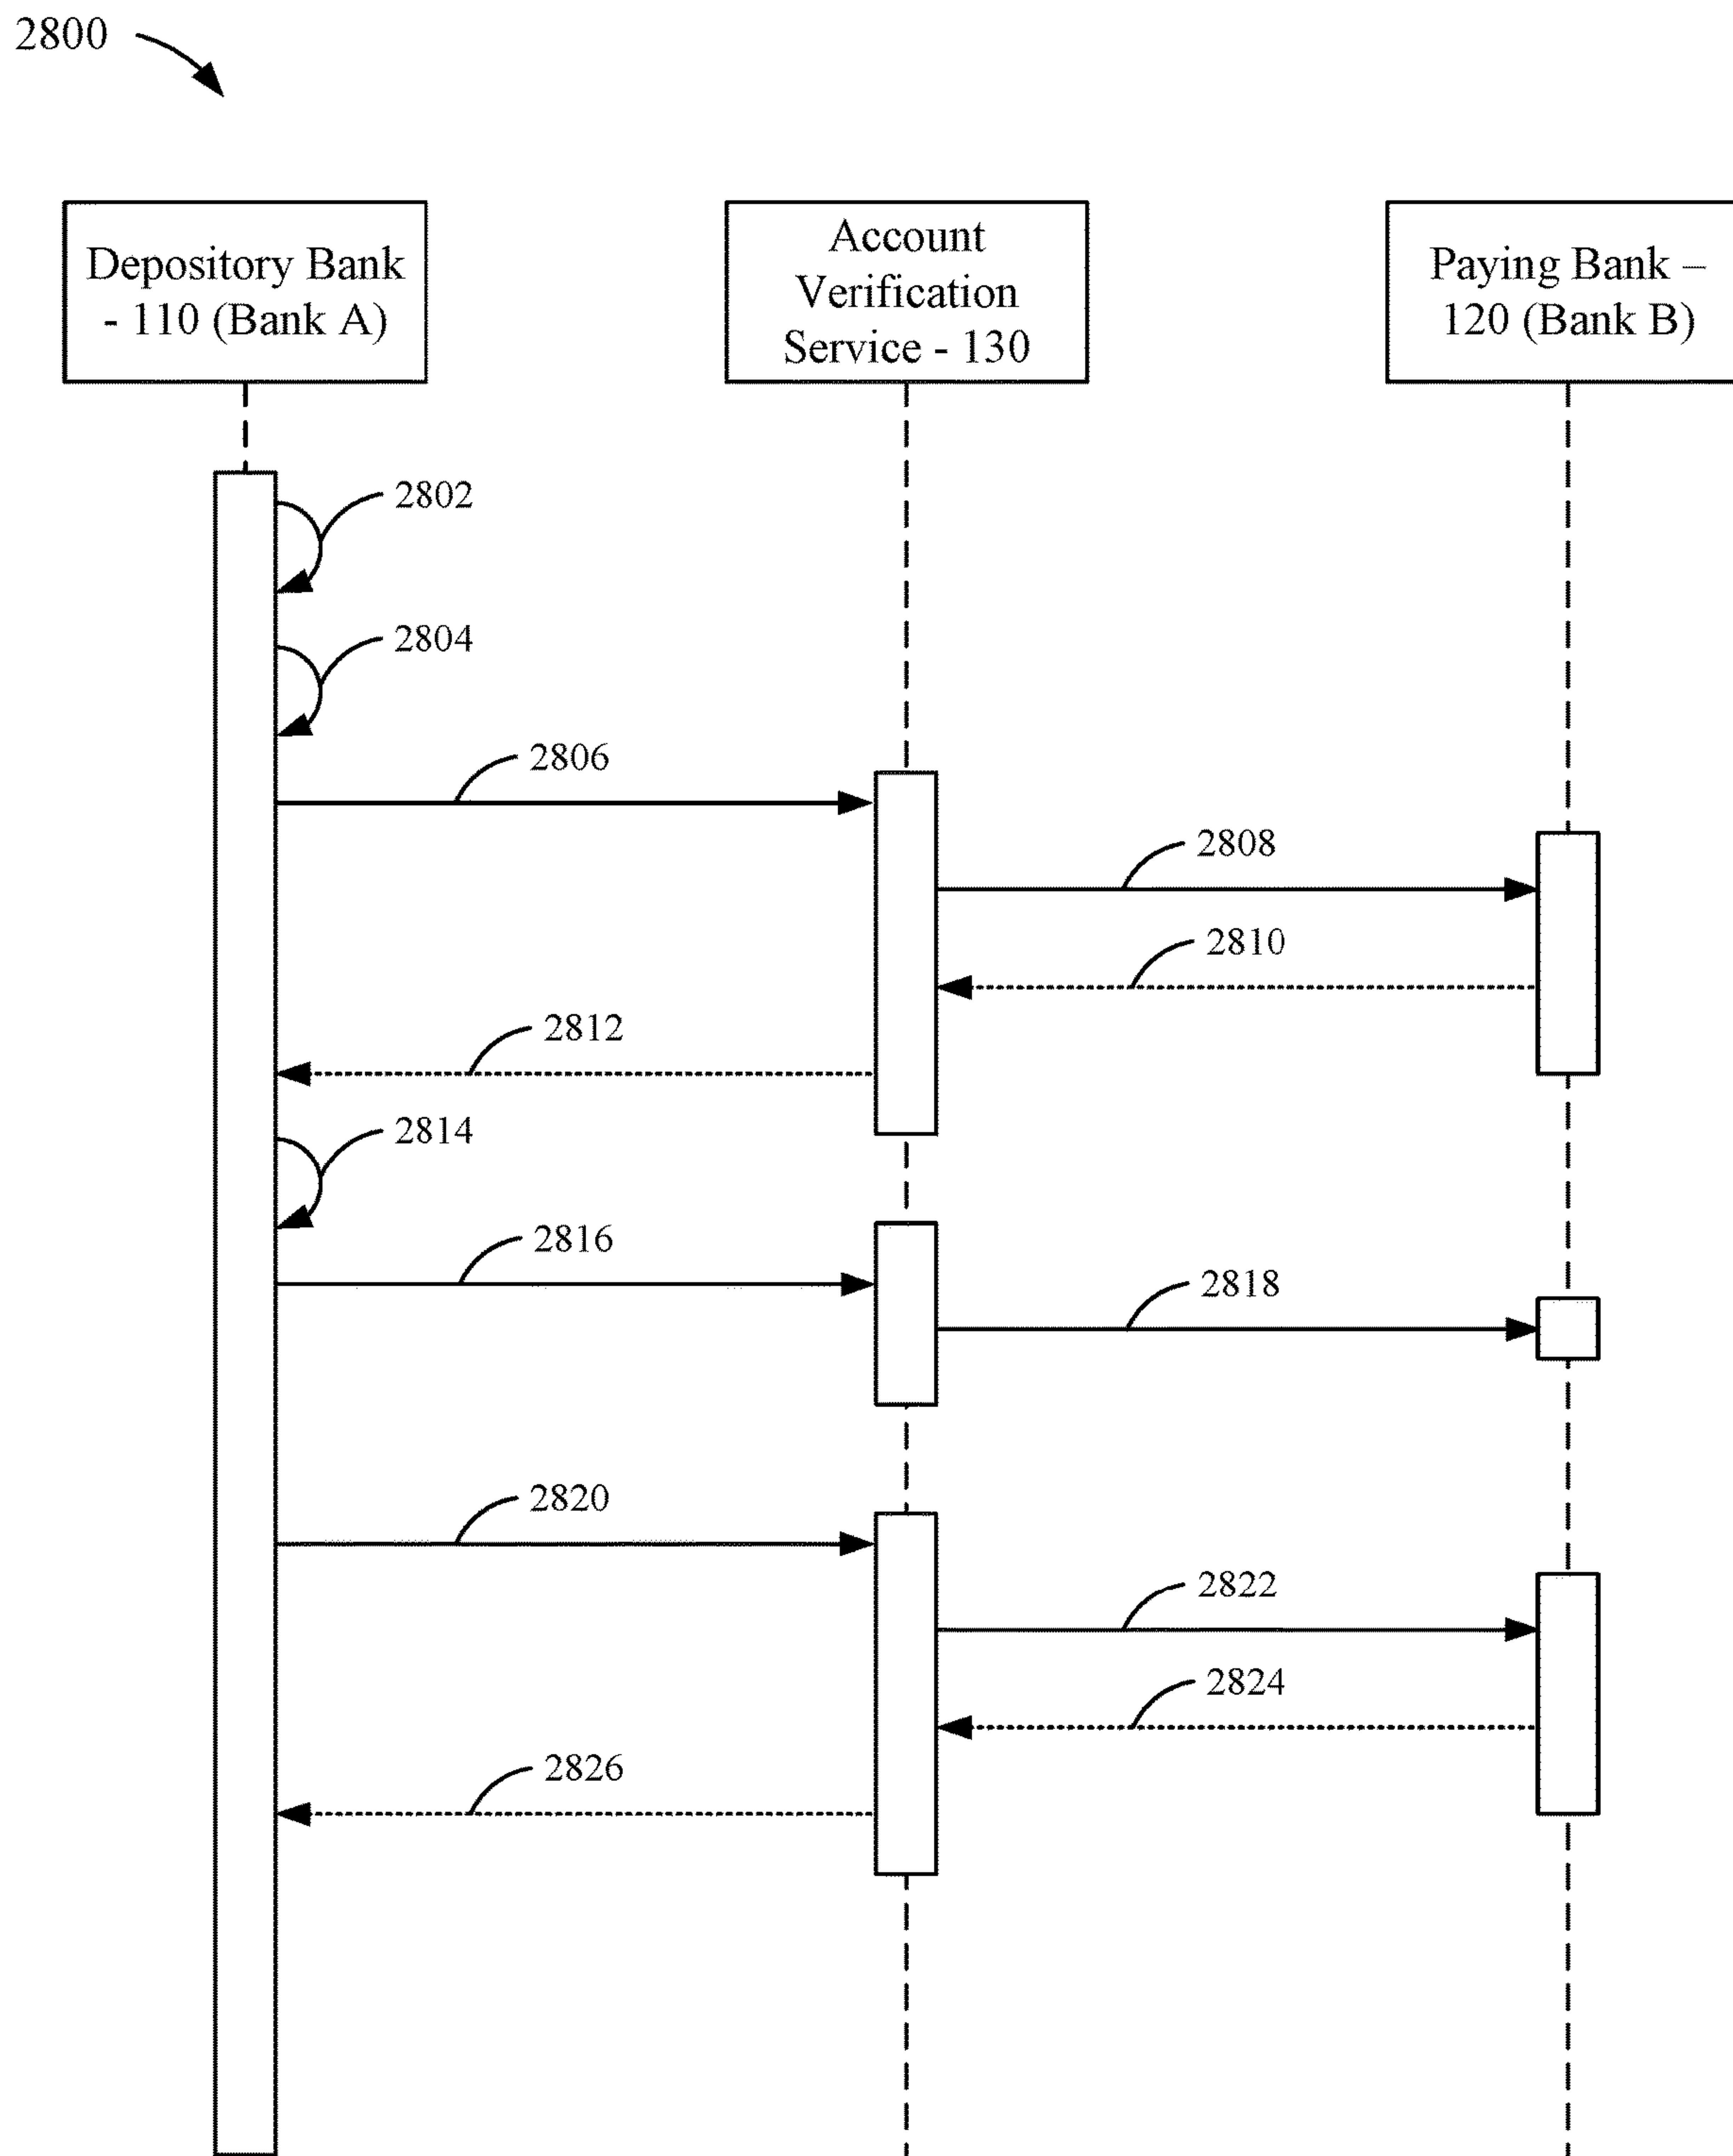 2800
Depository Bank
- 110 (Bank A)
Account
Verification
Service - 130
Paying Bank –
120 (Bank B)
2802
2804
2806
2808
2810
2812
2814
2816
2818
2820
2822
2824
2826